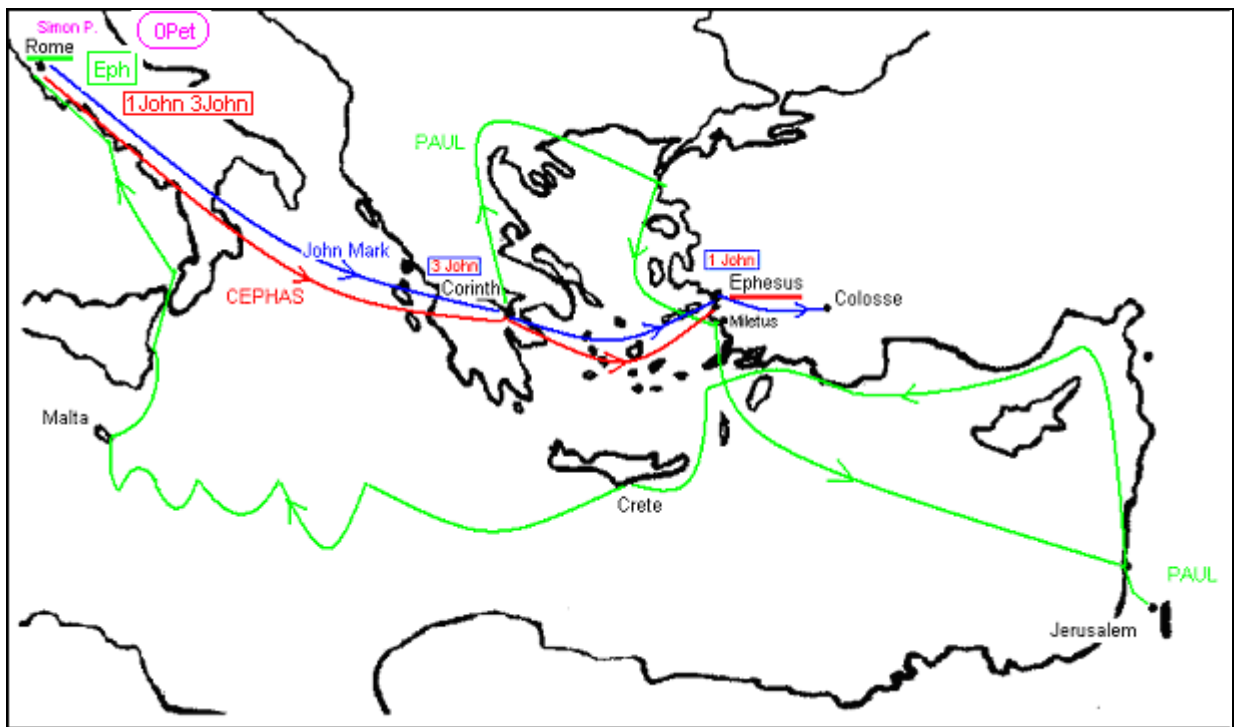 Simon P.
0Pet
Rome
Eph
1John 3John
PAUL
John Mark
3 John
1 John
Corinth
Ephesus
CEPHAS
Colosse
Miletus
Malta
Crete
PAUL
Jerusalem